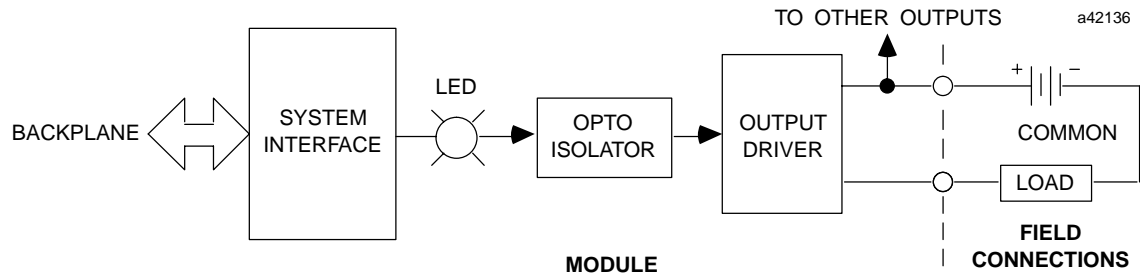 TO OTHER OUTPUTS
a42136
LED
+ −
BACKPLANE
SYSTEM
INTERFACE
OPTO
ISOLATOR
OUTPUT
DRIVER
COMMON
LOAD
MODULE
FIELD
CONNECTIONS